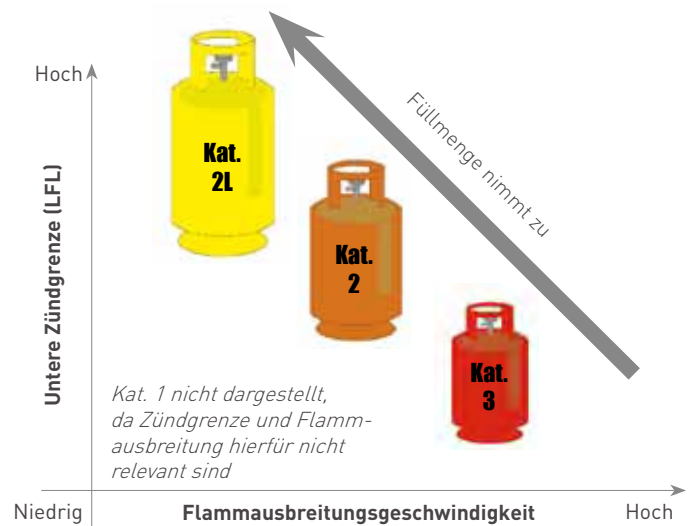 Hoch
Untere Zündgrenze (LFL)
Kat.
2L
Kat.
2
Kat.
3
Füllmenge nimmt zu
Kat. 1 nicht dargestellt,
da Zündgrenze und Flamm-
ausbreitung hierfür nicht
relevant sind
Niedrig
Flammausbreitungsgeschwindigkeit
Hoch